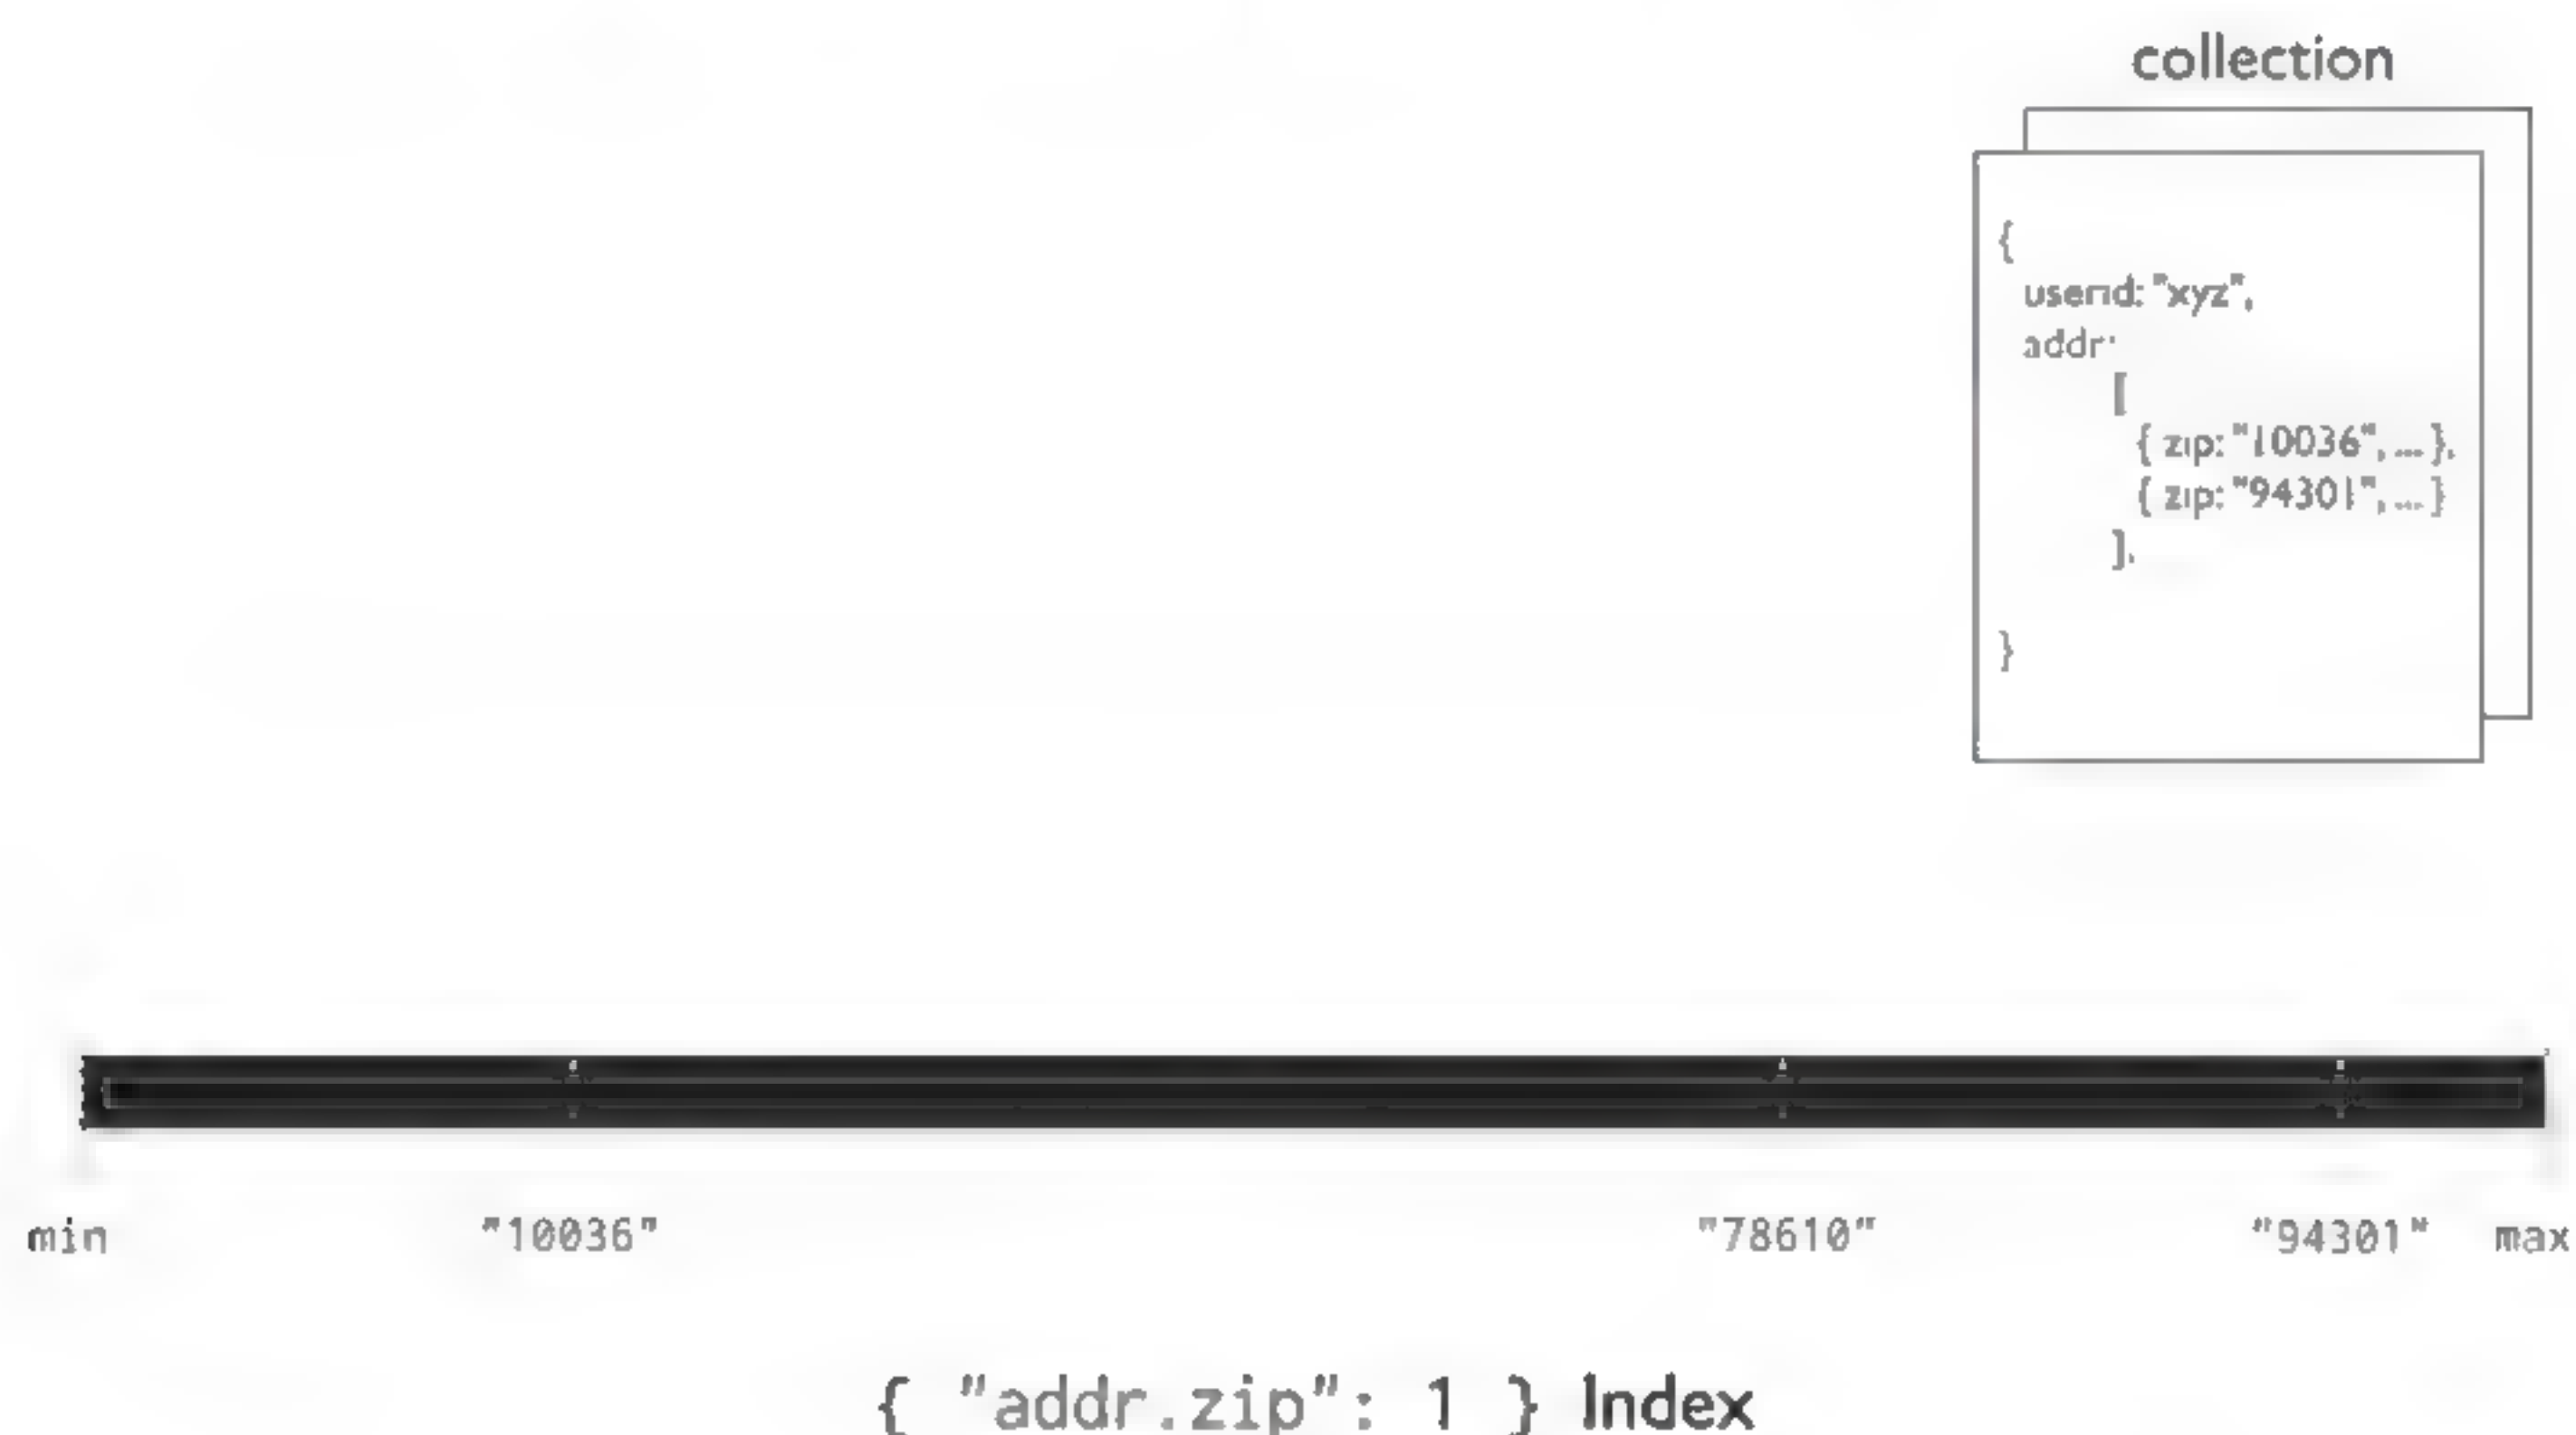 collection
{
userid: "xyz",
addr:
[
{ zip: "10036", ... },
{ zip: "94301", ... }
],
}
min "10036" "78610" "94301" max
{ "addr.zip": 1 } Index